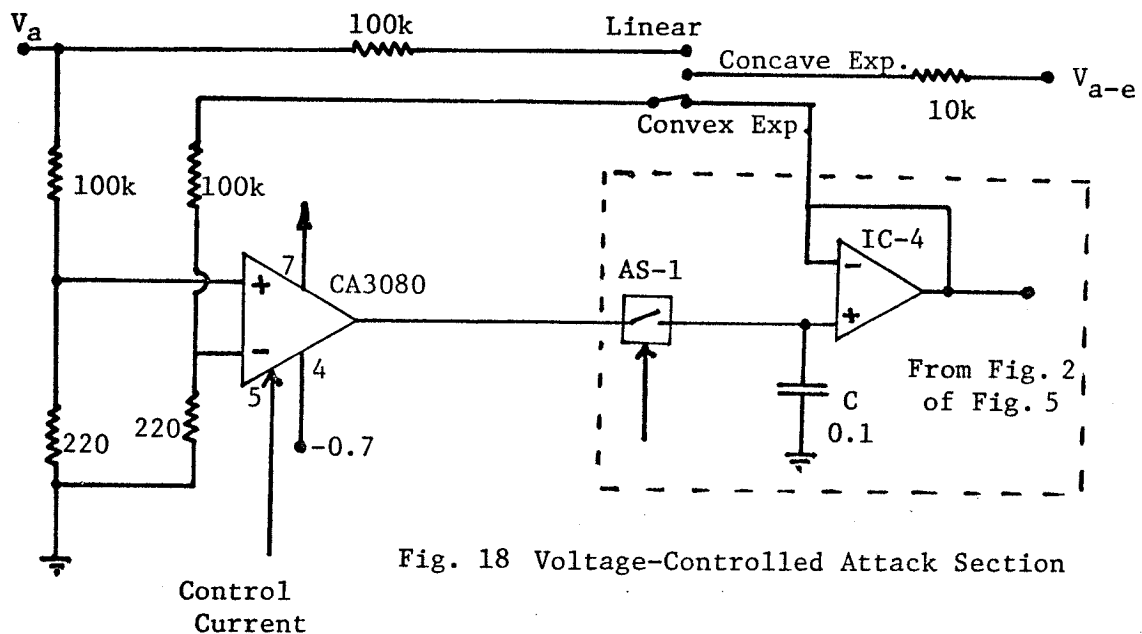 Va
100k
Linear
Concave Exp.
Va-e
10k
Convex Exp
100k
100k
7
CA3080
+
-
4
5
-0.7
220
220
AS-1
IC-4
-
+
From Fig. 2
of Fig. 5
C
0.1
Fig. 18 Voltage-Controlled Attack Section
Control
Current